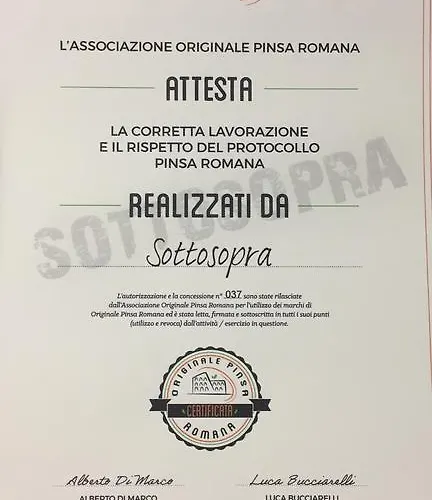 L'ASSOCIAZIONE ORIGINALE PINSA ROMANA
ATTESTA
LA CORRETTA LAVORAZIONE
E IL RISPETTO DEL PROTOCOLLO
PINSA ROMANA
SOTTOSOPRA
REALIZZATI DA
Sottosopra
L'autorizzazione e la concessione n° 037 sono state rilasciate
dall'Associazione Originale Pinsa Romana per l'utilizzo dei marchi di
Originale Pinsa Romana ed è stata letta, firmata e sottoscritta in tutti i suoi punti
(utilizzo e revoca) dall'attività / esercizio in questione.
ORIGINALE PINSA
CERTIFICATA
ROMANA
Alberto Di Marco Luca Bucciarelli
ALBERTO DI MARCO LUCA BUCCIARELLI